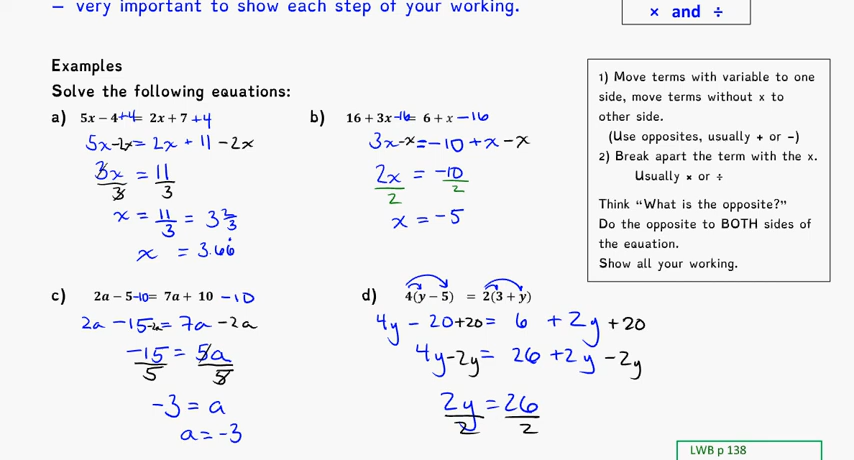 – very important to show each step of your working.
× and ÷
Examples
Solve the following equations:
a) 5x – 4 +4 = 2x + 7 +4
5x -2x = 2x + 11 -2x
3x/3 = 11/3
x = 11/3 = 3 2/3
x = 3.66̇
b) 16 + 3x -16 = 6 + x -16
3x -x = -10 + x - x
2x/2 = -10/2
x = -5
1) Move terms with variable to one
side, move terms without x to
other side.
(Use opposites, usually + or –)
2) Break apart the term with the x.
Usually × or ÷
Think “What is the opposite?”
Do the opposite to BOTH sides of
the equation.
Show all your working.
c) 2a – 5 -10 = 7a + 10 -10
2a -15 -2a = 7a -2a
-15/5 = 5a/5
-3 = a
a = -3
d) 4(y – 5) = 2(3 + y)
4y - 20 +20 = 6 + 2y +20
4y -2y = 26 +2y -2y
2y/2 = 26/2
LWB p 138